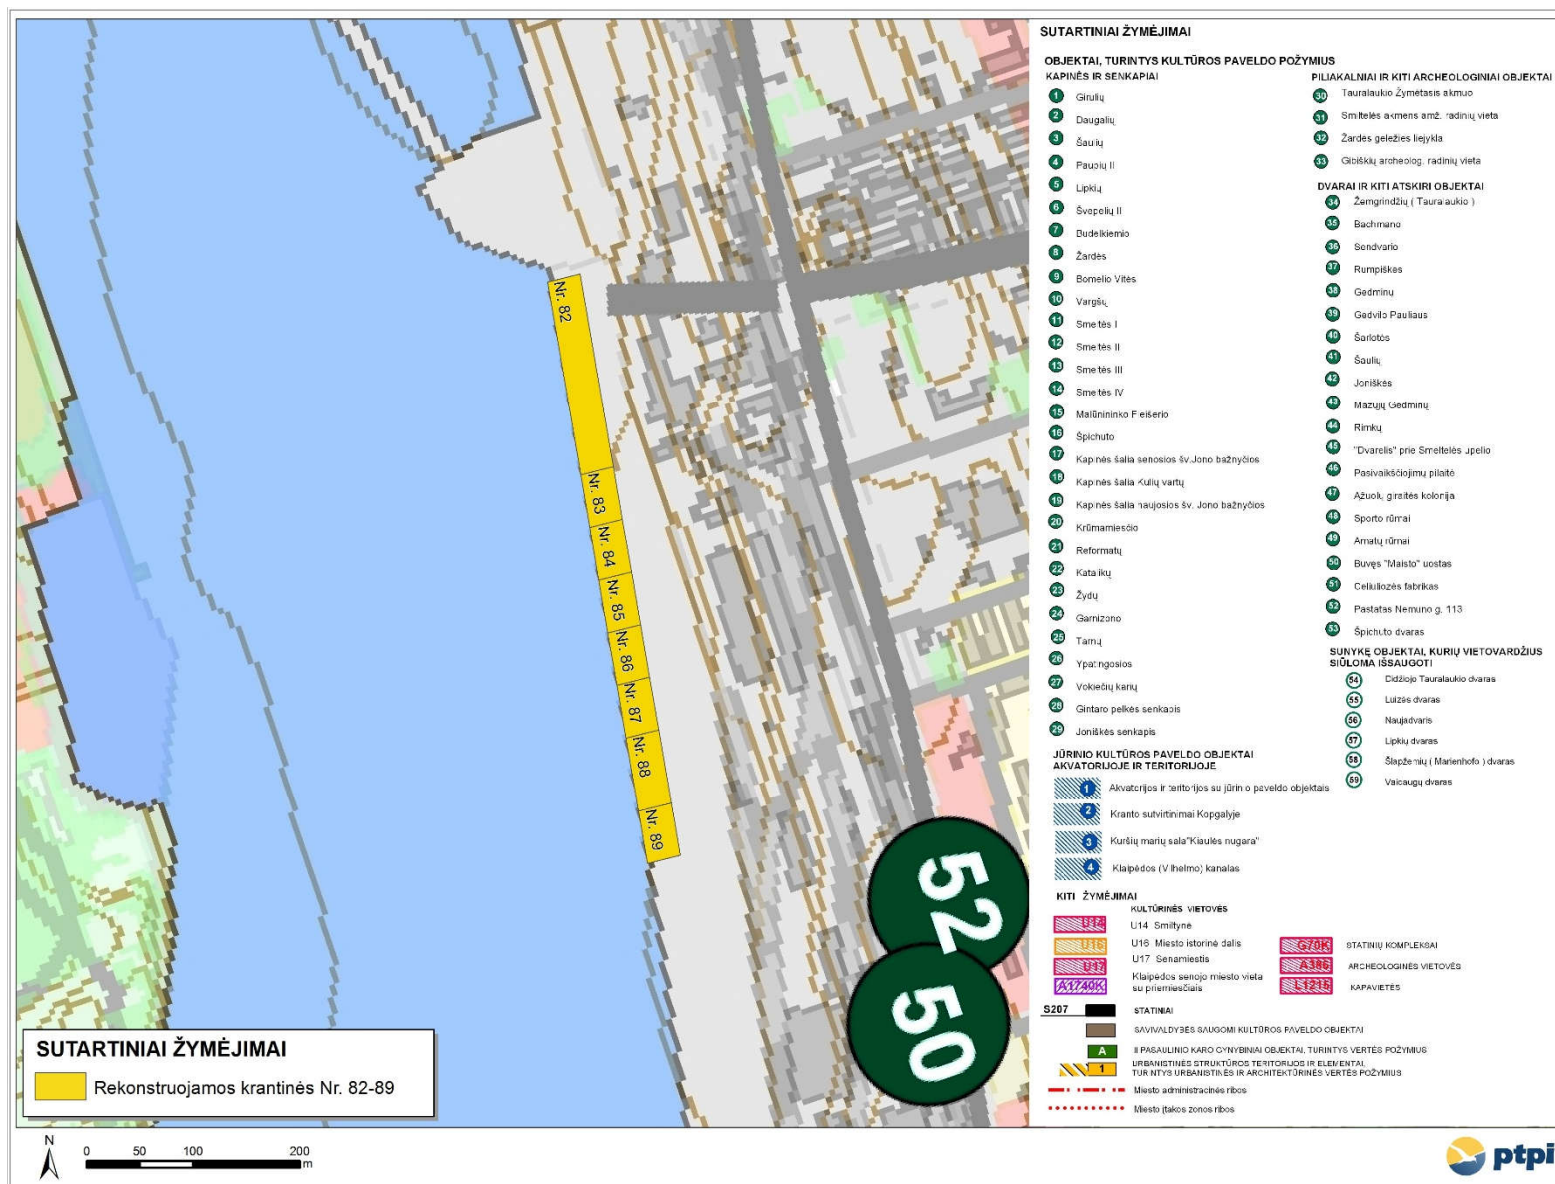 SUTARTINIAI ŽYMĖJIMAI
OBJEKTAI, TURINTYS KULTŪROS PAVELDO POŽYMIUS
KAPINĖS IR SENKAPIAI
1 Girulių
2 Daugalių
3 Šaulių
4 Paupių II
5 Lipkių
6 Švepelių II
7 Budelkiemio
8 Žardės
9 Bomelio Vitės
10 Vargšų
11 Smeltės I
12 Smeltės II
13 Smeltės III
14 Smeltės IV
15 Malūnininko Fleišerio
16 Špichuto
17 Kapinės šalia senosios šv.Jono bažnyčios
18 Kapinės šalia Kulių vartų
19 Kapinės šalia naujosios šv. Jono bažnyčios
20 Krūmamiesčio
21 Reformatų
22 Katalikų
23 Žydų
24 Garnizono
25 Tarnų
26 Ypatingosios
27 Vokiečių karių
28 Gintaro pelkės senkapis
29 Joniškės senkapis
PILIAKALNIAI IR KITI ARCHEOLOGINIAI OBJEKTAI
30 Tauralaukio Žymėtasis akmuo
31 Smiltelės akmens amž. radinių vieta
32 Žardės geležies liejykla
33 Gibiškių archeolog. radinių vieta
DVARAI IR KITI ATSKIRI OBJEKTAI
34 Žemgrindžių ( Tauralaukio )
35 Bachmano
36 Sendvario
37 Rumpiškės
38 Gedminų
39 Gedvilo Pauliaus
40 Šarlotės
41 Šaulių
42 Joniškės
43 Mažųjų Gedminų
44 Rimkų
45 "Dvarelis" prie Smeltelės upelio
46 Pasivaikščiojimų pilaitė
47 Ąžuolų giraitės kolonija
48 Sporto rūmai
49 Amatų rūmai
50 Buvęs "Maisto" uostas
51 Celiuliozės fabrikas
52 Pastatas Nemuno g. 113
53 Špichuto dvaras
SUNYKĘ OBJEKTAI, KURIŲ VIETOVARDŽIUS
SIŪLOMA IŠSAUGOTI
54 Didžiojo Tauralaukio dvaras
55 Luizės dvaras
56 Naujadvaris
57 Lipkių dvaras
58 Šlapžemių ( Marienhofo ) dvaras
59 Vaidaugų dvaras
JŪRINIO KULTŪROS PAVELDO OBJEKTAI
AKVATORIJOJE IR TERITORIJOJE
1 Akvatorijos ir teritorijos su jūrinio paveldo objektais
2 Kranto sutvirtinimai Kopgalyje
3 Kuršių marių sala"Kiaulės nugara"
4 Klaipėdos (Vilhelmo) kanalas
KITI ŽYMĖJIMAI
KULTŪRINĖS VIETOVĖS
U14 U14 Smiltynė
U16 U16 Miesto istorinė dalis
U17 U17 Senamiestis
A1740K Klaipėdos senojo miesto vieta
su priemiesčiais
G70K STATINIŲ KOMPLEKSAI
A386 ARCHEOLOGINĖS VIETOVĖS
L1215 KAPAVIETĖS
S207 STATINIAI
SAVIVALDYBĖS SAUGOMI KULTŪROS PAVELDO OBJEKTAI
A II PASAULINIO KARO GYNYBINIAI OBJEKTAI, TURINTYS VERTĖS POŽYMIUS
1 URBANISTINĖS STRUKTŪROS TERITORIJOS IR ELEMENTAI,
TURINTYS URBANISTINĖS IR ARCHITEKTŪRINĖS VERTĖS POŽYMIUS
Miesto administracinės ribos
Miesto įtakos zonos ribos
Nr. 82
Nr. 83
Nr. 84
Nr. 85
Nr. 86
Nr. 87
Nr. 88
Nr. 89
52
50
SUTARTINIAI ŽYMĖJIMAI
Rekonstruojamos krantinės Nr. 82-89
N
0 50 100 200
m
ptpi